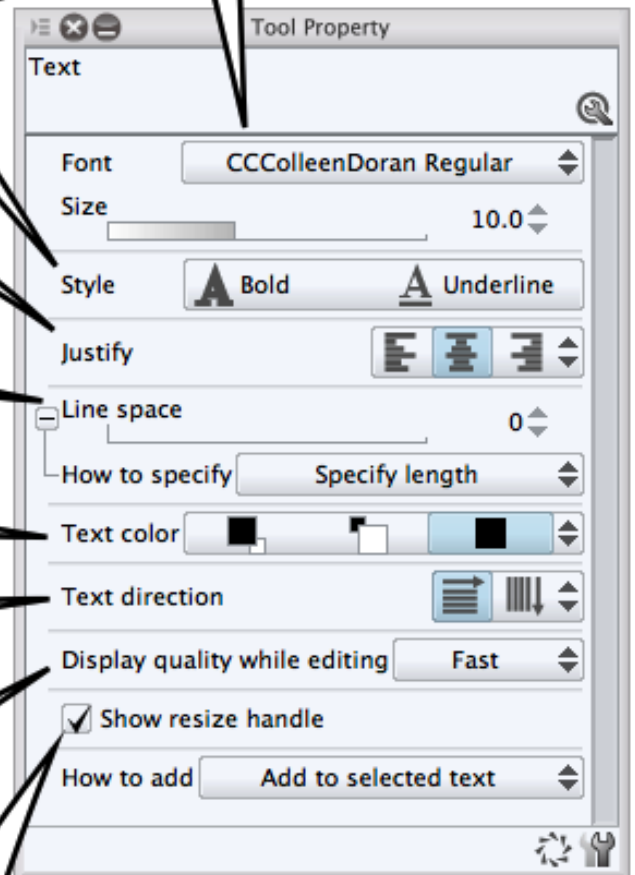 Tool Property
Text
Font CCColleenDoran Regular
Size 10.0
Style A Bold A Underline
Justify
Line space 0
How to specify Specify length
Text color
Text direction
Display quality while editing Fast
Show resize handle
How to add Add to selected text